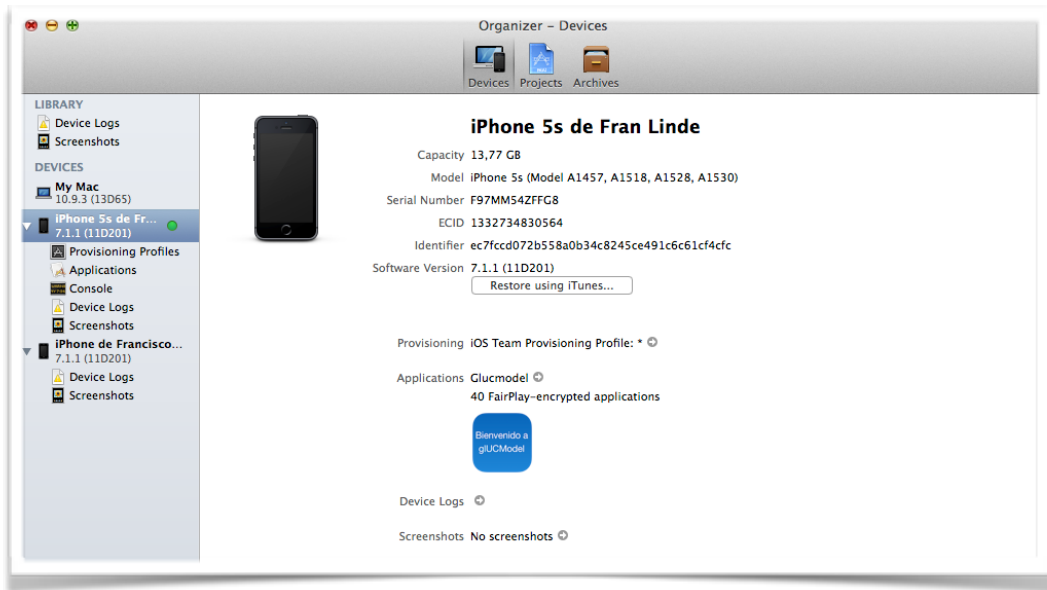 Organizer – Devices
Devices Projects Archives
LIBRARY
Device Logs
Screenshots
DEVICES
My Mac
10.9.3 (13D65)
iPhone 5s de Fr...
7.1.1 (11D201)
Provisioning Profiles
Applications
Console
Device Logs
Screenshots
iPhone de Francisco...
7.1.1 (11D201)
Device Logs
Screenshots
iPhone 5s de Fran Linde
Capacity 13,77 GB
Model iPhone 5s (Model A1457, A1518, A1528, A1530)
Serial Number F97MM54ZFFG8
ECID 1332734830564
Identifier ec7fccd072b558a0b34c8245ce491c6c61cf4cfc
Software Version 7.1.1 (11D201)
Restore using iTunes...
Provisioning iOS Team Provisioning Profile: *
Applications Glucmodel
40 FairPlay-encrypted applications
Bienvenido a
glUCModel
Device Logs
Screenshots No screenshots